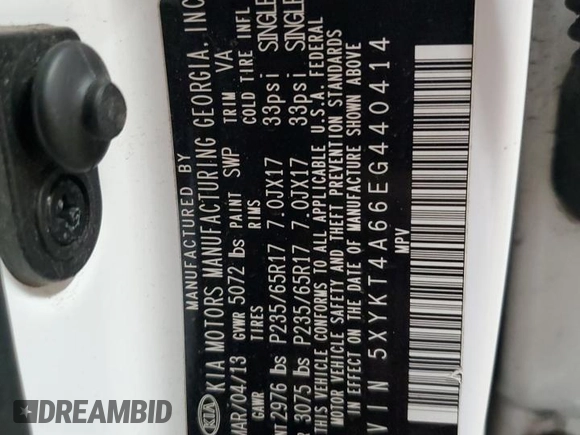 MANUFACTURED BY
KIA KIA MOTORS MANUFACTURING GEORGIA, INC
MAR/04/13 GVWR 5072 lbs PAINT SWP TRIM VA
GAWR TIRES RIMS COLD TIRE INFL
2976 lbs P235/65R17 7.0JX17 33psi SINGLE
3075 lbs P235/65R17 7.0JX17 33psi SINGLE
THIS VEHICLE CONFORMS TO ALL APPLICABLE U.S.A. FEDERAL
MOTOR VEHICLE SAFETY AND THEFT PREVENTION STANDARDS
IN EFFECT ON THE DATE OF MANUFACTURE SHOWN ABOVE
VIN 5XYKT4A66EG440414
MPV
DREAMBID